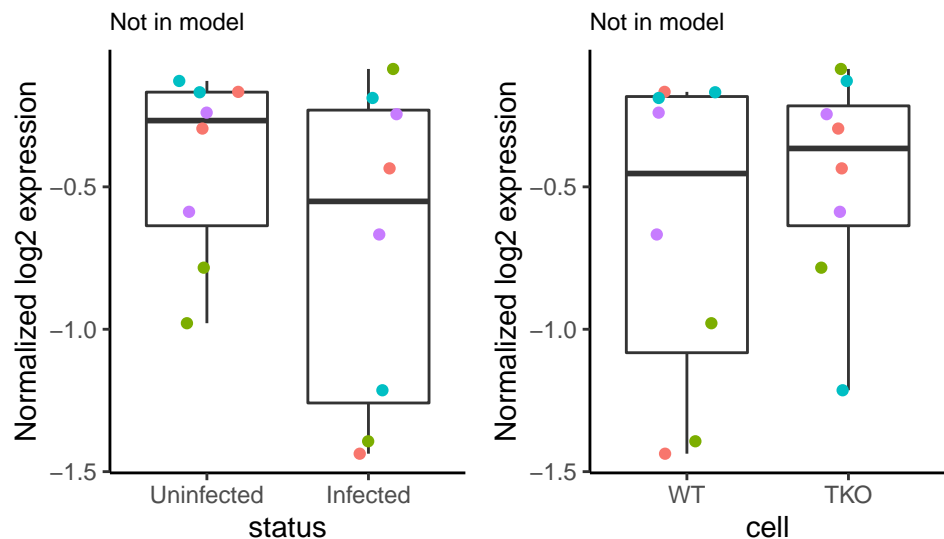 Not in model
Normalized log2 expression
−0.5
−1.0
−1.5
Uninfected
Infected
status
Not in model
Normalized log2 expression
−0.5
−1.0
−1.5
WT
TKO
cell